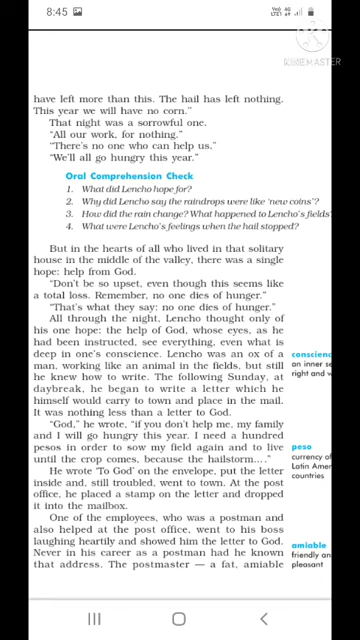 8:45
Vo) 4G
LTE1
KINEMASTER
have left more than this. The hail has left nothing.
This year we will have no corn."
That night was a sorrowful one.
"All our work, for nothing."
"There's no one who can help us."
"We'll all go hungry this year."
Oral Comprehension Check
1. What did Lencho hope for?
2. Why did Lencho say the raindrops were like 'new coins'?
3. How did the rain change? What happened to Lencho's fields?
4. What were Lencho's feelings when the hail stopped?
But in the hearts of all who lived in that solitary
house in the middle of the valley, there was a single
hope: help from God.
"Don't be so upset, even though this seems like
a total loss. Remember, no one dies of hunger."
"That's what they say: no one dies of hunger."
All through the night, Lencho thought only of
his one hope: the help of God, whose eyes, as he
had been instructed, see everything, even what is
deep in one's conscience. Lencho was an ox of a
man, working like an animal in the fields, but still
he knew how to write. The following Sunday, at
daybreak, he began to write a letter which he
himself would carry to town and place in the mail.
It was nothing less than a letter to God.
"God," he wrote, "if you don't help me, my family
and I will go hungry this year. I need a hundred
pesos in order to sow my field again and to live
until the crop comes, because the hailstorm...."
He wrote 'To God' on the envelope, put the letter
inside and, still troubled, went to town. At the post
office, he placed a stamp on the letter and dropped
it into the mailbox.
One of the employees, who was a postman and
also helped at the post office, went to his boss
laughing heartily and showed him the letter to God.
Never in his career as a postman had he known
that address. The postmaster — a fat, amiable
conscienc
an inner se
right and w
peso
currency of
Latin Amer
countries
amiable
friendly an
pleasant